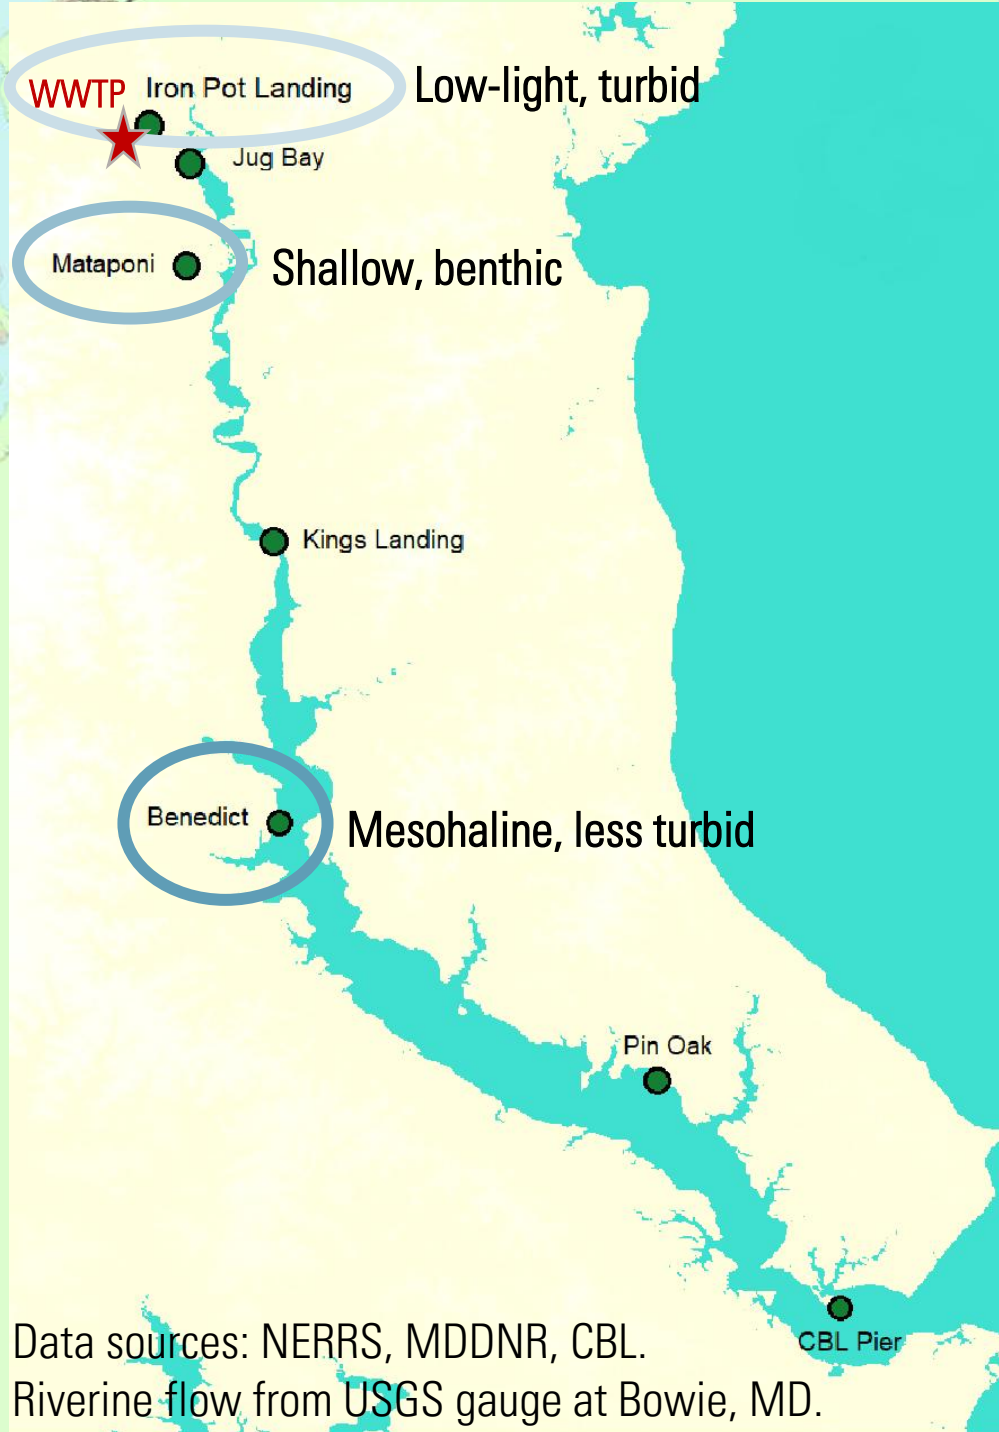 WWTP
Iron Pot Landing
Low-light, turbid
Jug Bay
Mataponi
Shallow, benthic
Kings Landing
Benedict
Mesohaline, less turbid
Pin Oak
CBL Pier
Data sources: NERRS, MDDNR, CBL.
Riverine flow from USGS gauge at Bowie, MD.